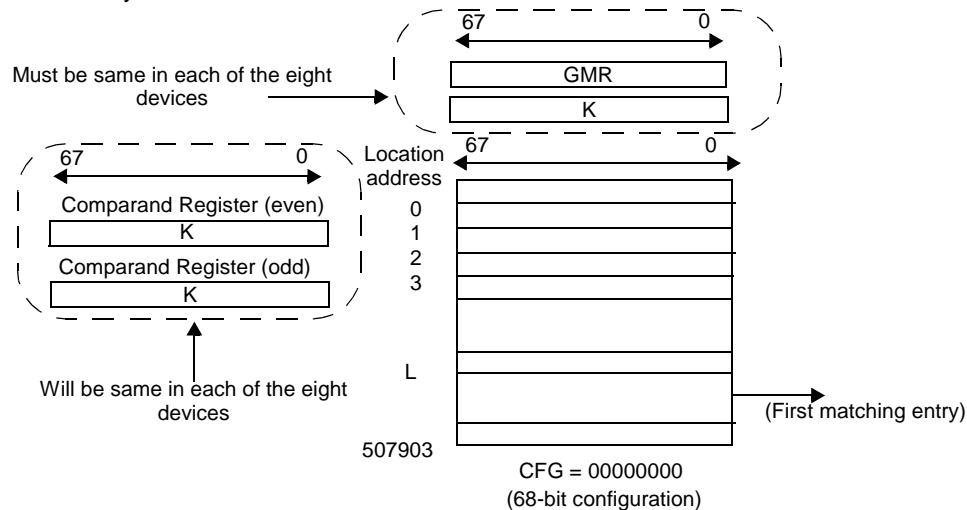 67 0
Must be same in each of the eight
devices
GMR
K
67 0
67 0
Location
address
Comparand Register (even)
K
Comparand Register (odd)
K
0
1
2
3
L
Will be same in each of the eight
devices
(First matching entry)
507903
CFG = 00000000
(68-bit configuration)